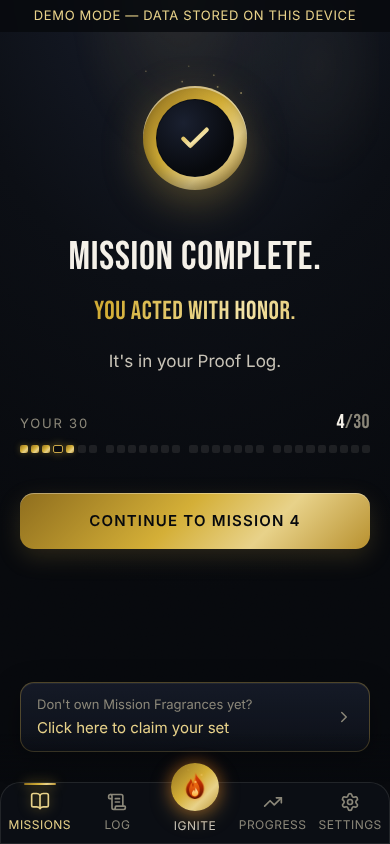 DEMO MODE — DATA STORED ON THIS DEVICE
MISSION COMPLETE.
YOU ACTED WITH HONOR.
It's in your Proof Log.
YOUR 30
4/30
CONTINUE TO MISSION 4
Don't own Mission Fragrances yet?
Click here to claim your set
MISSIONS
LOG
IGNITE
PROGRESS
SETTINGS